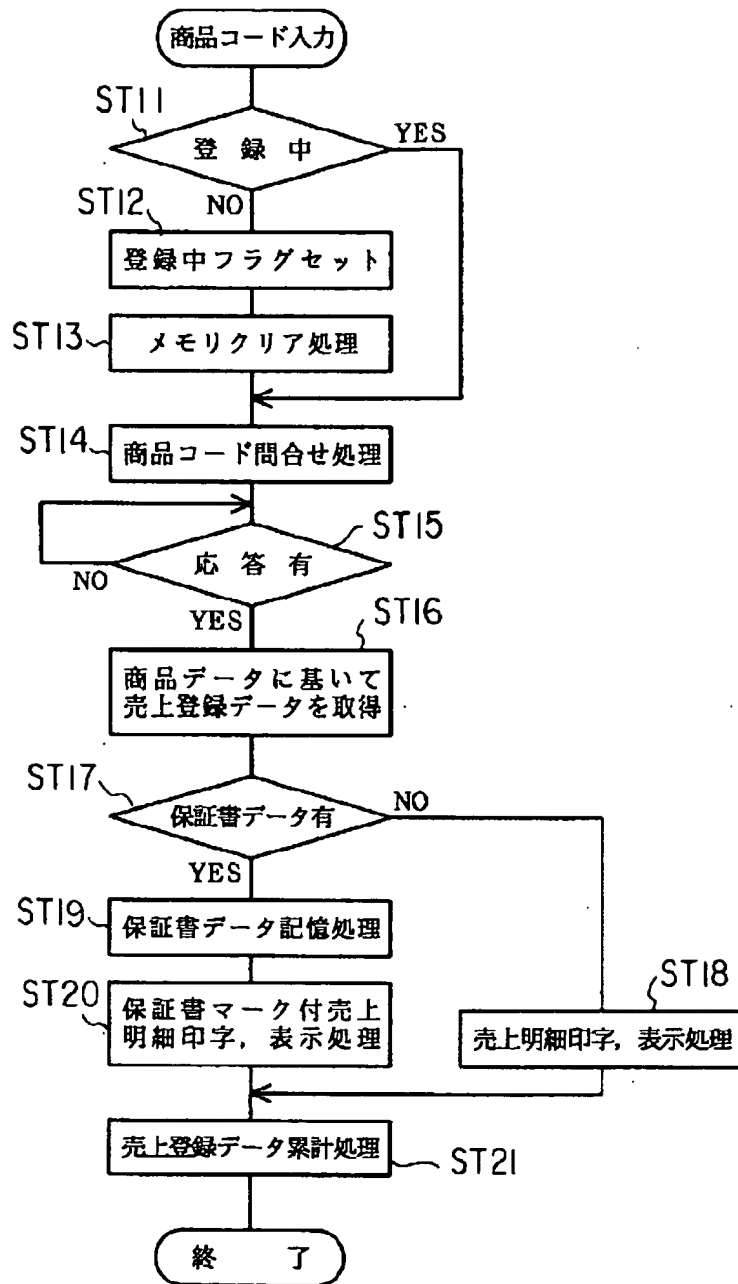 商品コード入力
ST11
登録中
YES
NO
ST12
登録中フラグセット
ST13
メモリクリア処理
ST14
商品コード問合せ処理
ST15
応答有
NO
YES
ST16
商品データに基いて
売上登録データを取得
ST17
保証書データ有
NO
YES
ST19
保証書データ記憶処理
ST20
保証書マーク付売上
明細印字，表示処理
ST18
売上明細印字，表示処理
売上登録データ累計処理
ST21
終了